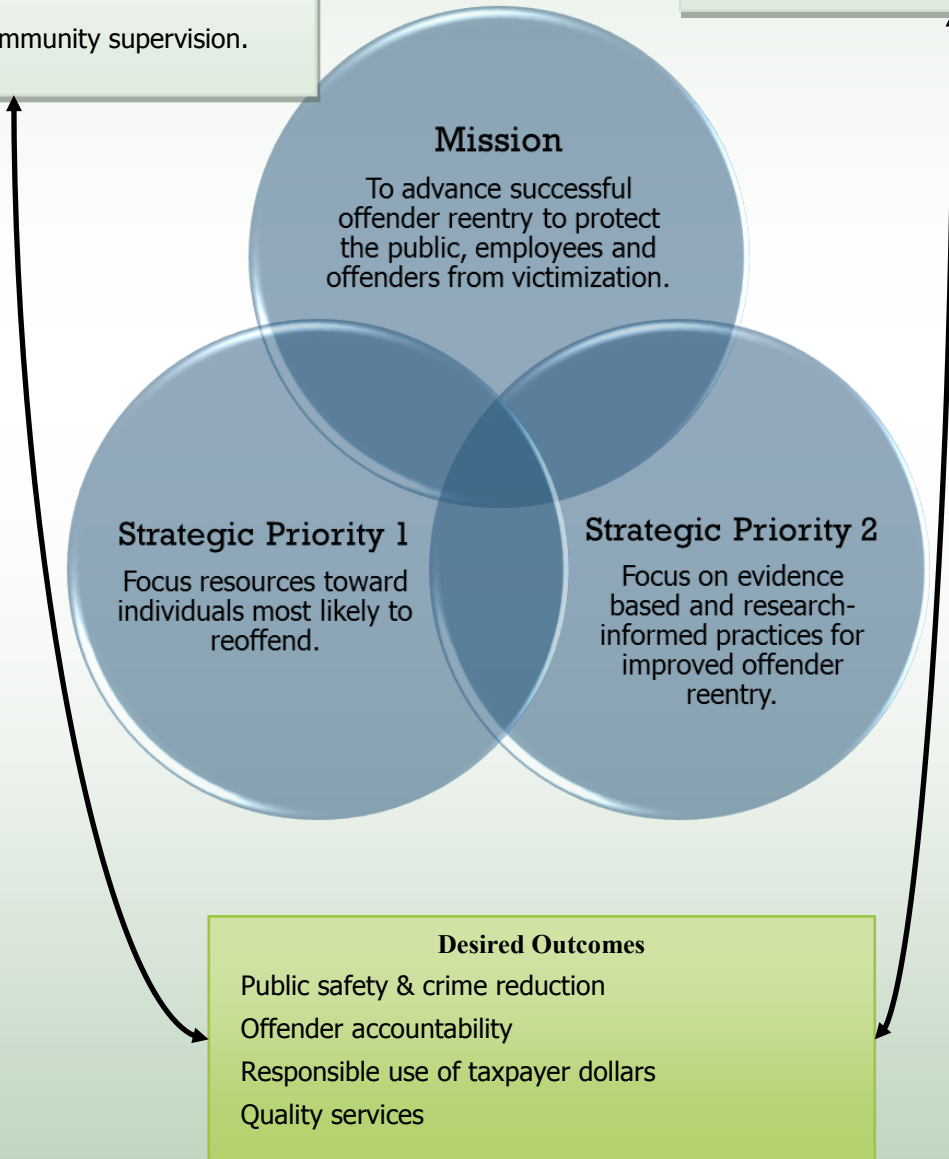 community supervision.
Mission
To advance successful
offender reentry to protect
the public, employees and
offenders from victimization.
Strategic Priority 1
Focus resources toward
individuals most likely to
reoffend.
Strategic Priority 2
Focus on evidence
based and research-
informed practices for
improved offender
reentry.
Desired Outcomes
Public safety & crime reduction
Offender accountability
Responsible use of taxpayer dollars
Quality services